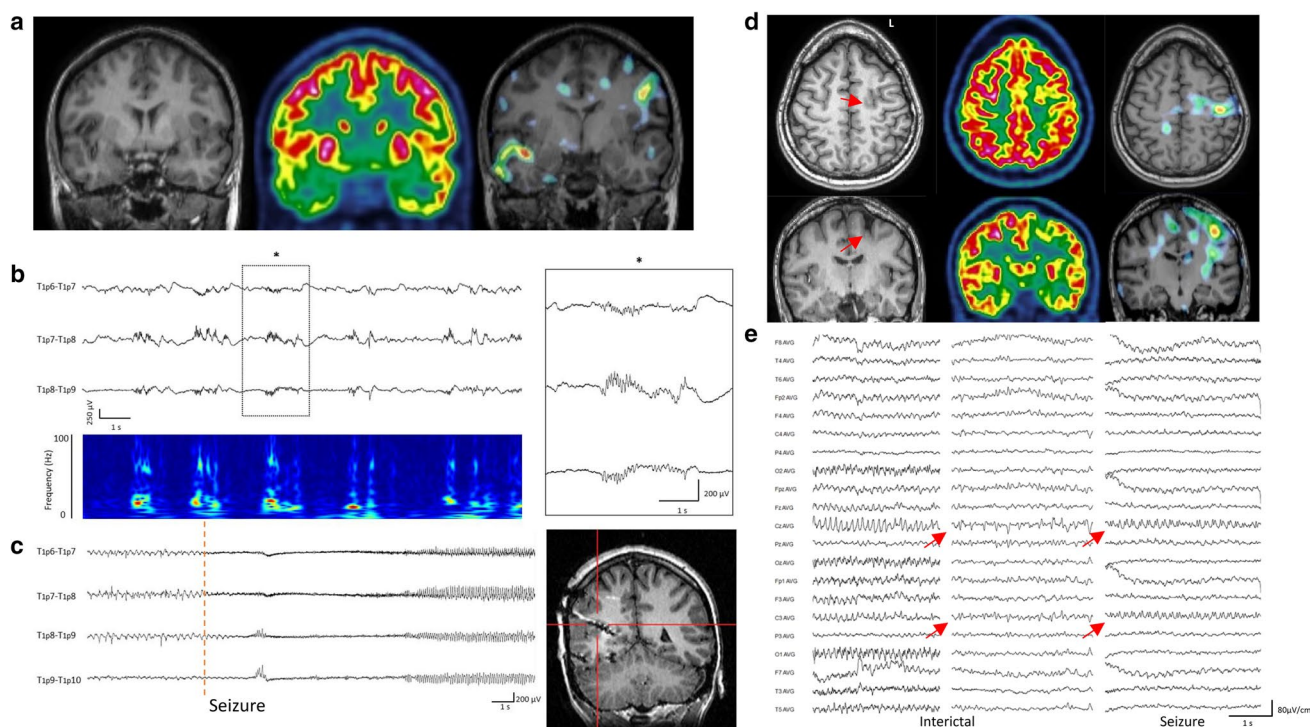 a
b
*
T1p6-T1p7
T1p7-T1p8
T1p8-T1p9
250 µV
1 s
100
Frequency (Hz)
0
*
200 µV
1 s
c
T1p6-T1p7
T1p7-T1p8
T1p8-T1p9
T1p9-T1p10
Seizure
200 µV
1 s
d
L
e
F8 AVG
T4 AVG
T6 AVG
Fp2 AVG
F4 AVG
C4 AVG
P4 AVG
O2 AVG
Fpz AVG
Fz AVG
Cz AVG
Pz AVG
Oz AVG
Fp1 AVG
F3 AVG
C3 AVG
P3 AVG
O1 AVG
F7 AVG
T3 AVG
T5 AVG
Interictal
Seizure
1 s
80µV/cm